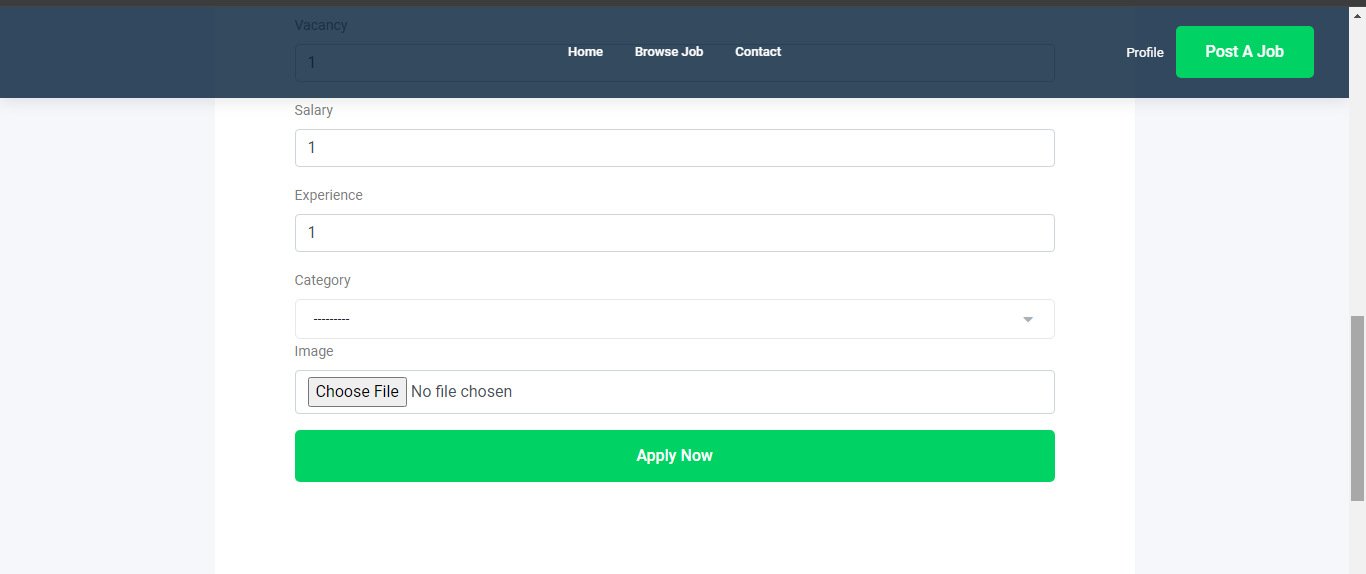 Vacancy
Home Browse Job Contact Profile Post A Job
1
Salary
1
Experience
1
Category
---------
Image
Choose File No file chosen
Apply Now